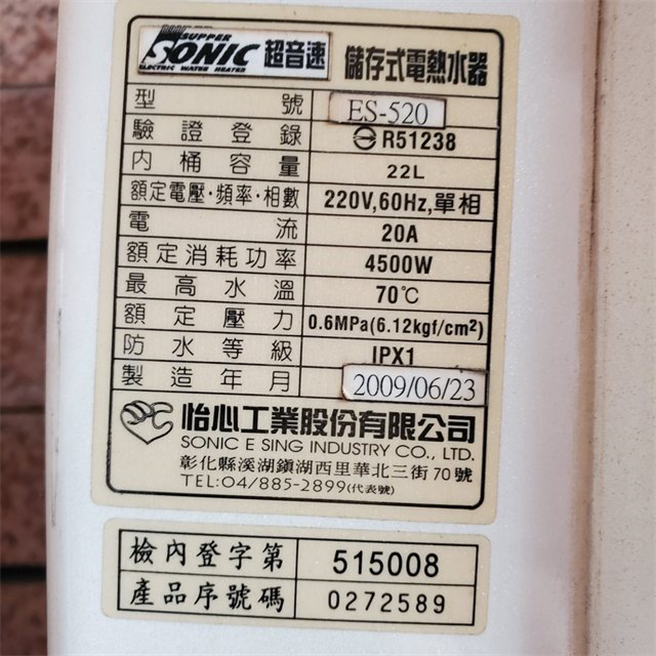 SUPPER
SONIC 超音速 儲存式電熱水器
ELECTRIC WATER HEATER
型號 ES-520
驗證登錄 R51238
內桶容量 22L
額定電壓·頻率·相數 220V,60Hz,單相
電流 20A
額定消耗功率 4500W
最高水溫 70℃
額定壓力 0.6MPa(6.12kgf/cm²)
防水等級 IPX1
製造年月 2009/06/23
怡心工業股份有限公司
SONIC E SING INDUSTRY CO., LTD.
彰化縣溪湖鎮湖西里華北三街70號
TEL:04/885-2899(代表號)
檢內登字第 515008
產品序號碼 0272589